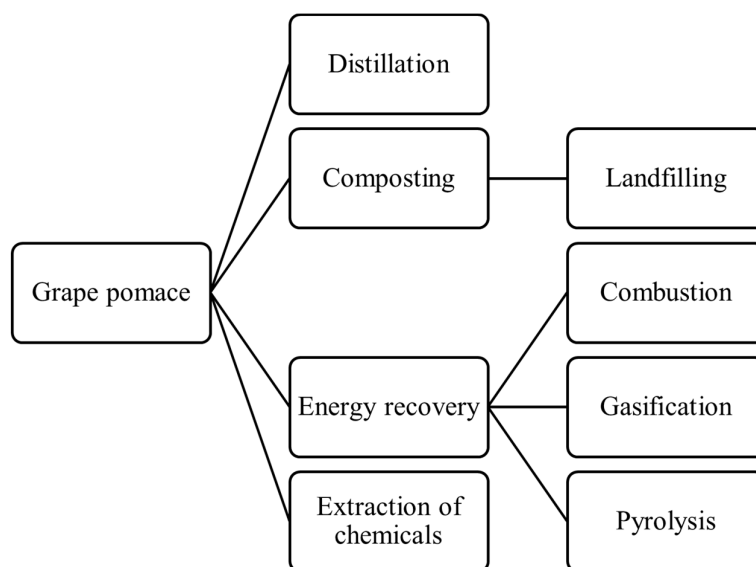 Distillation
Composting
Landfilling
Grape pomace
Combustion
Energy recovery
Gasification
Extraction of
chemicals
Pyrolysis